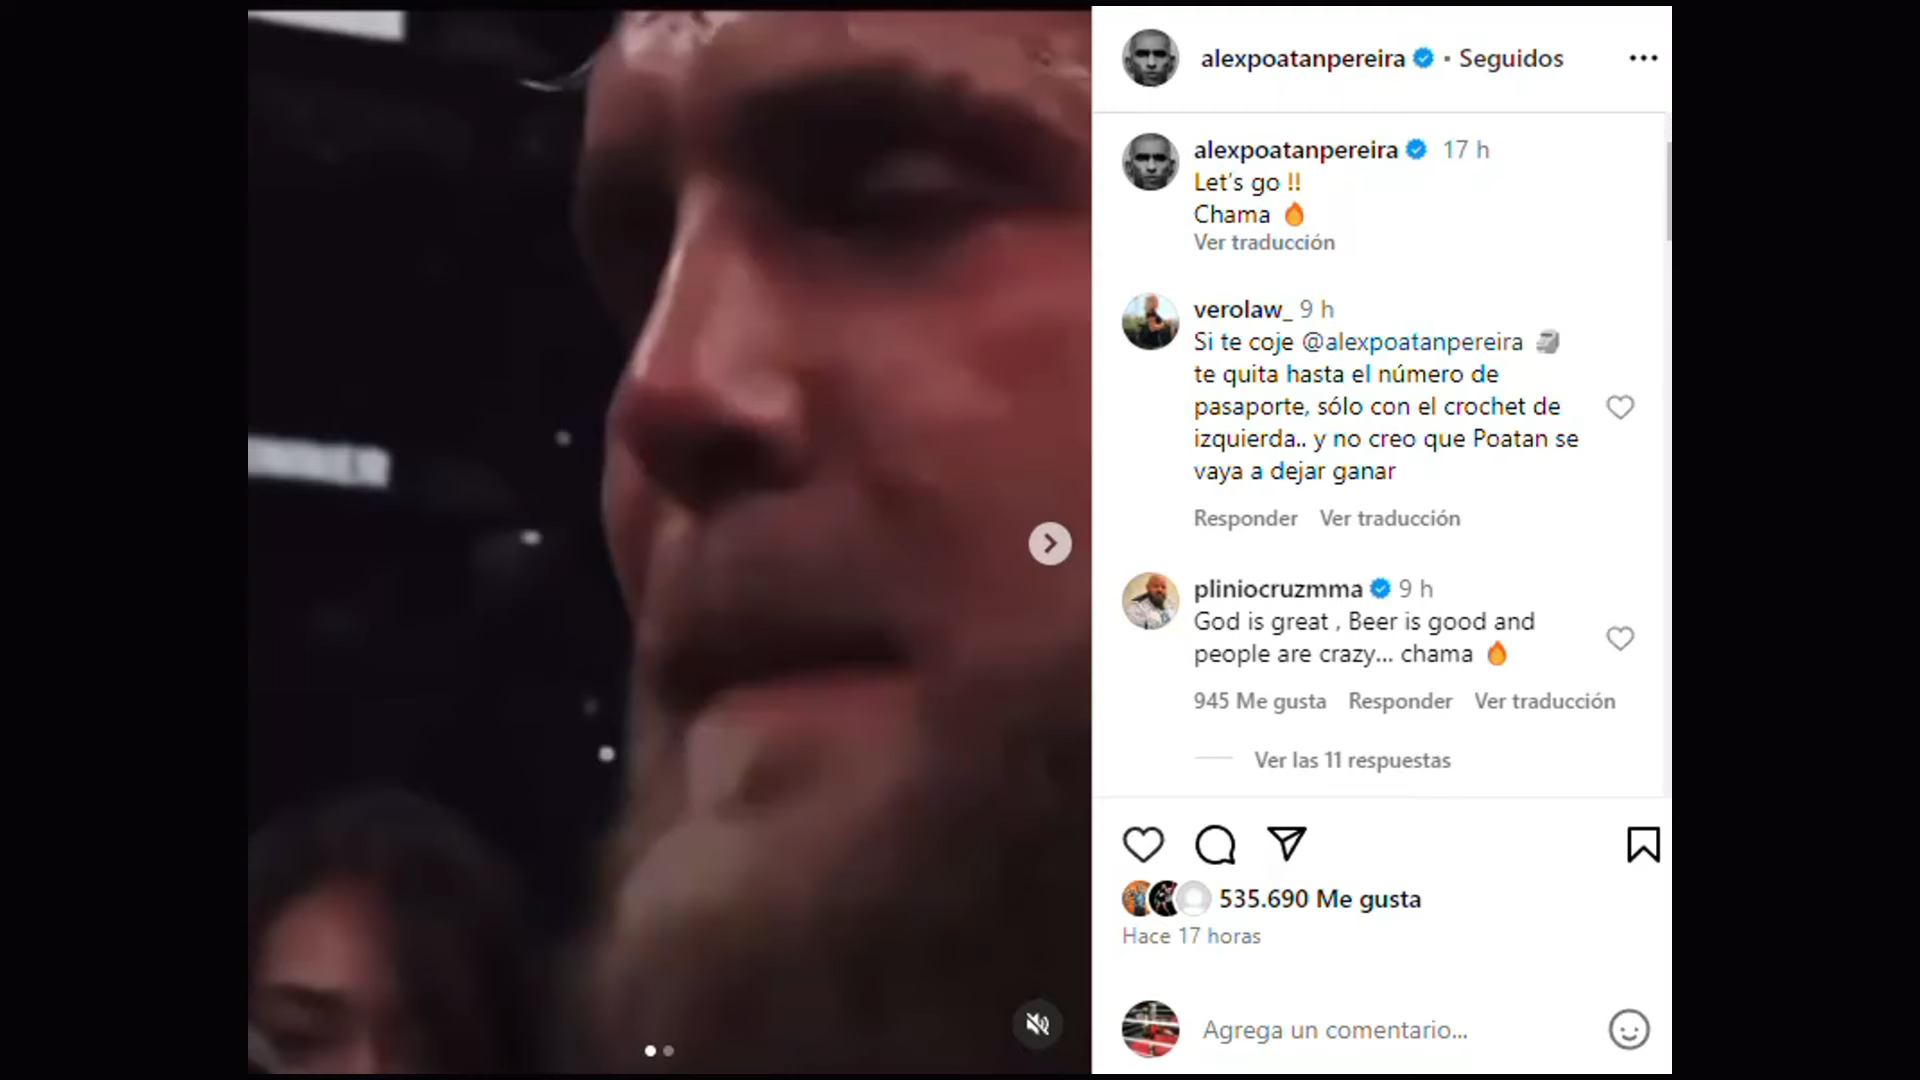 alexpoatanpereira • Seguidos
alexpoatanpereira 17 h
Let's go !!
Chama 🔥
Ver traducción
verolaw_ 9 h
Si te coje @alexpoatanpereira 🗿
te quita hasta el número de
pasaporte, sólo con el crochet de
izquierda.. y no creo que Poatan se
vaya a dejar ganar
Responder Ver traducción
pliniocruzmma 9 h
God is great , Beer is good and
people are crazy... chama 🔥
945 Me gusta Responder Ver traducción
Ver las 11 respuestas
535.690 Me gusta
Hace 17 horas
Agrega un comentario...